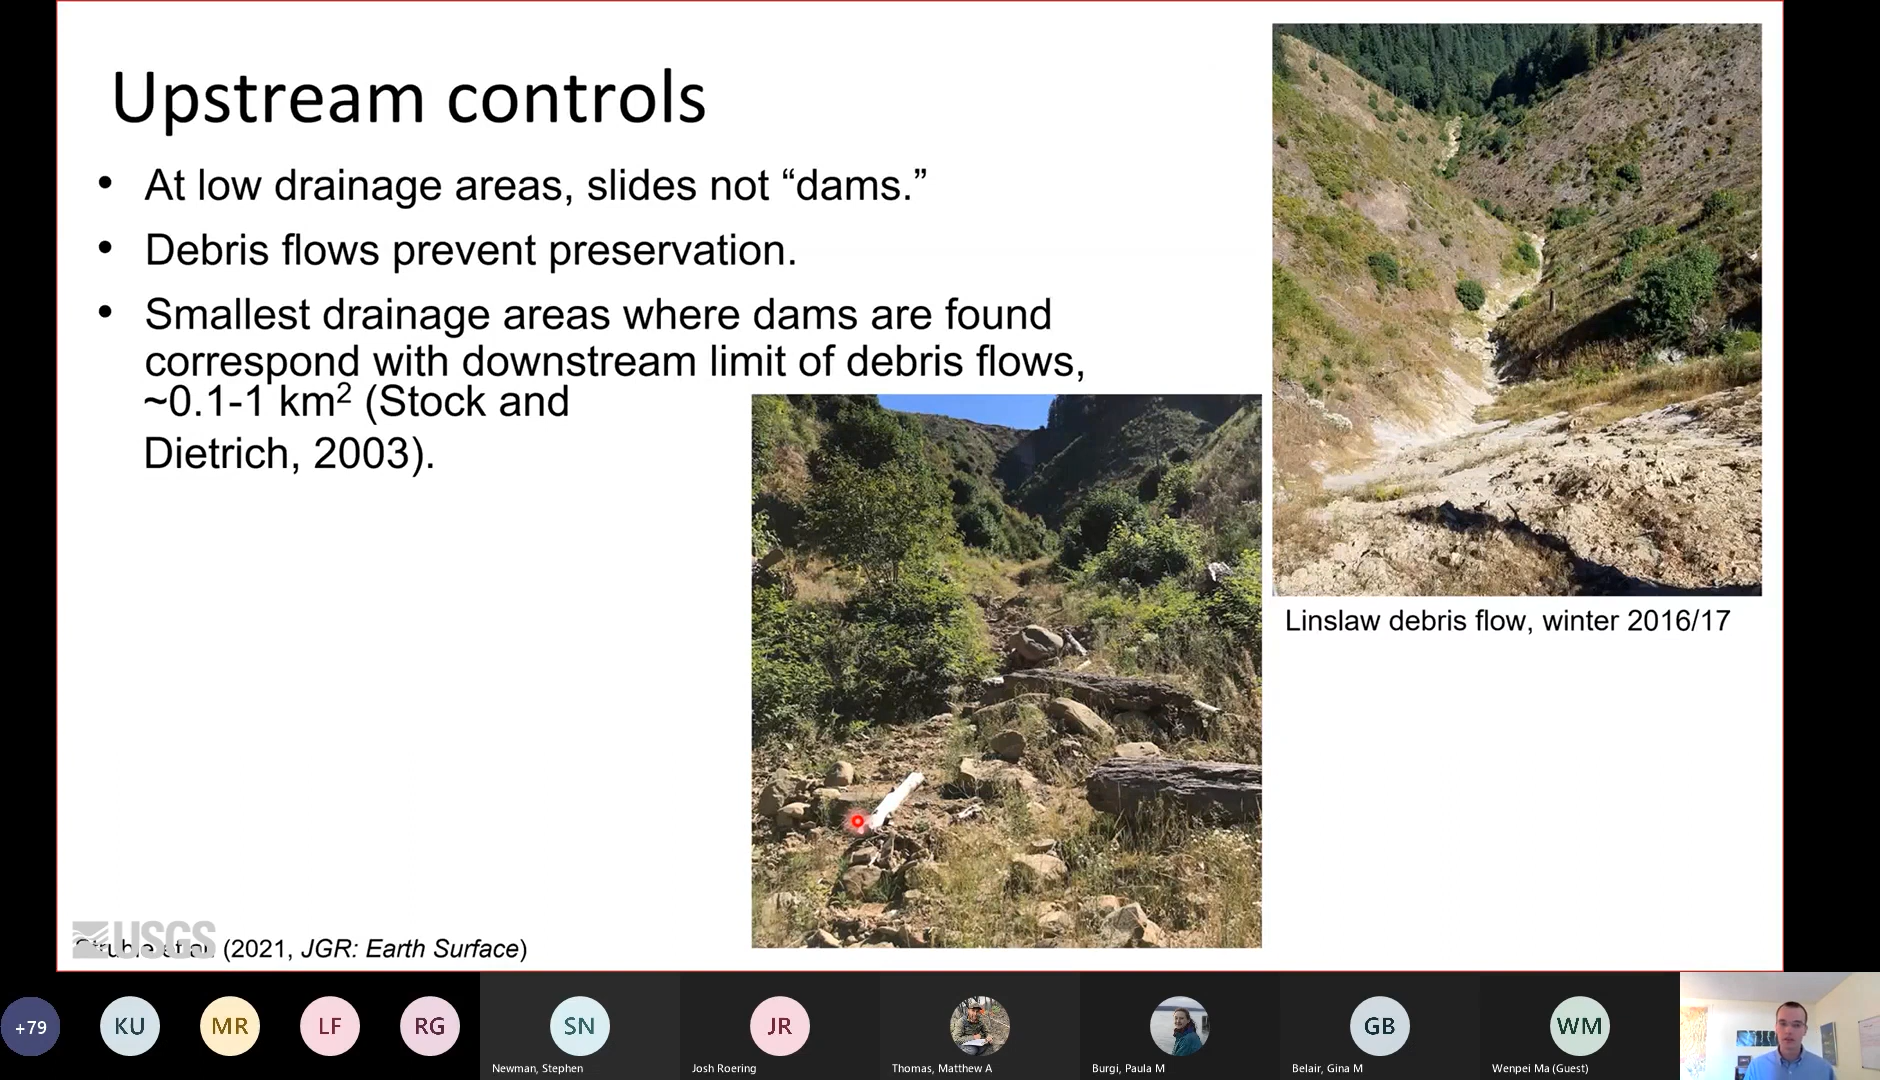 Upstream controls
• At low drainage areas, slides not “dams.”
• Debris flows prevent preservation.
• Smallest drainage areas where dams are found
correspond with downstream limit of debris flows,
~0.1-1 km² (Stock and
Dietrich, 2003).
Linslaw debris flow, winter 2016/17
USGS
(2021, JGR: Earth Surface)
+79
KU
MR
LF
RG
SN
JR
GB
WM
Newman, Stephen
Josh Roering
Thomas, Matthew A
Burgi, Paula M
Belair, Gina M
Wenpei Ma (Guest)